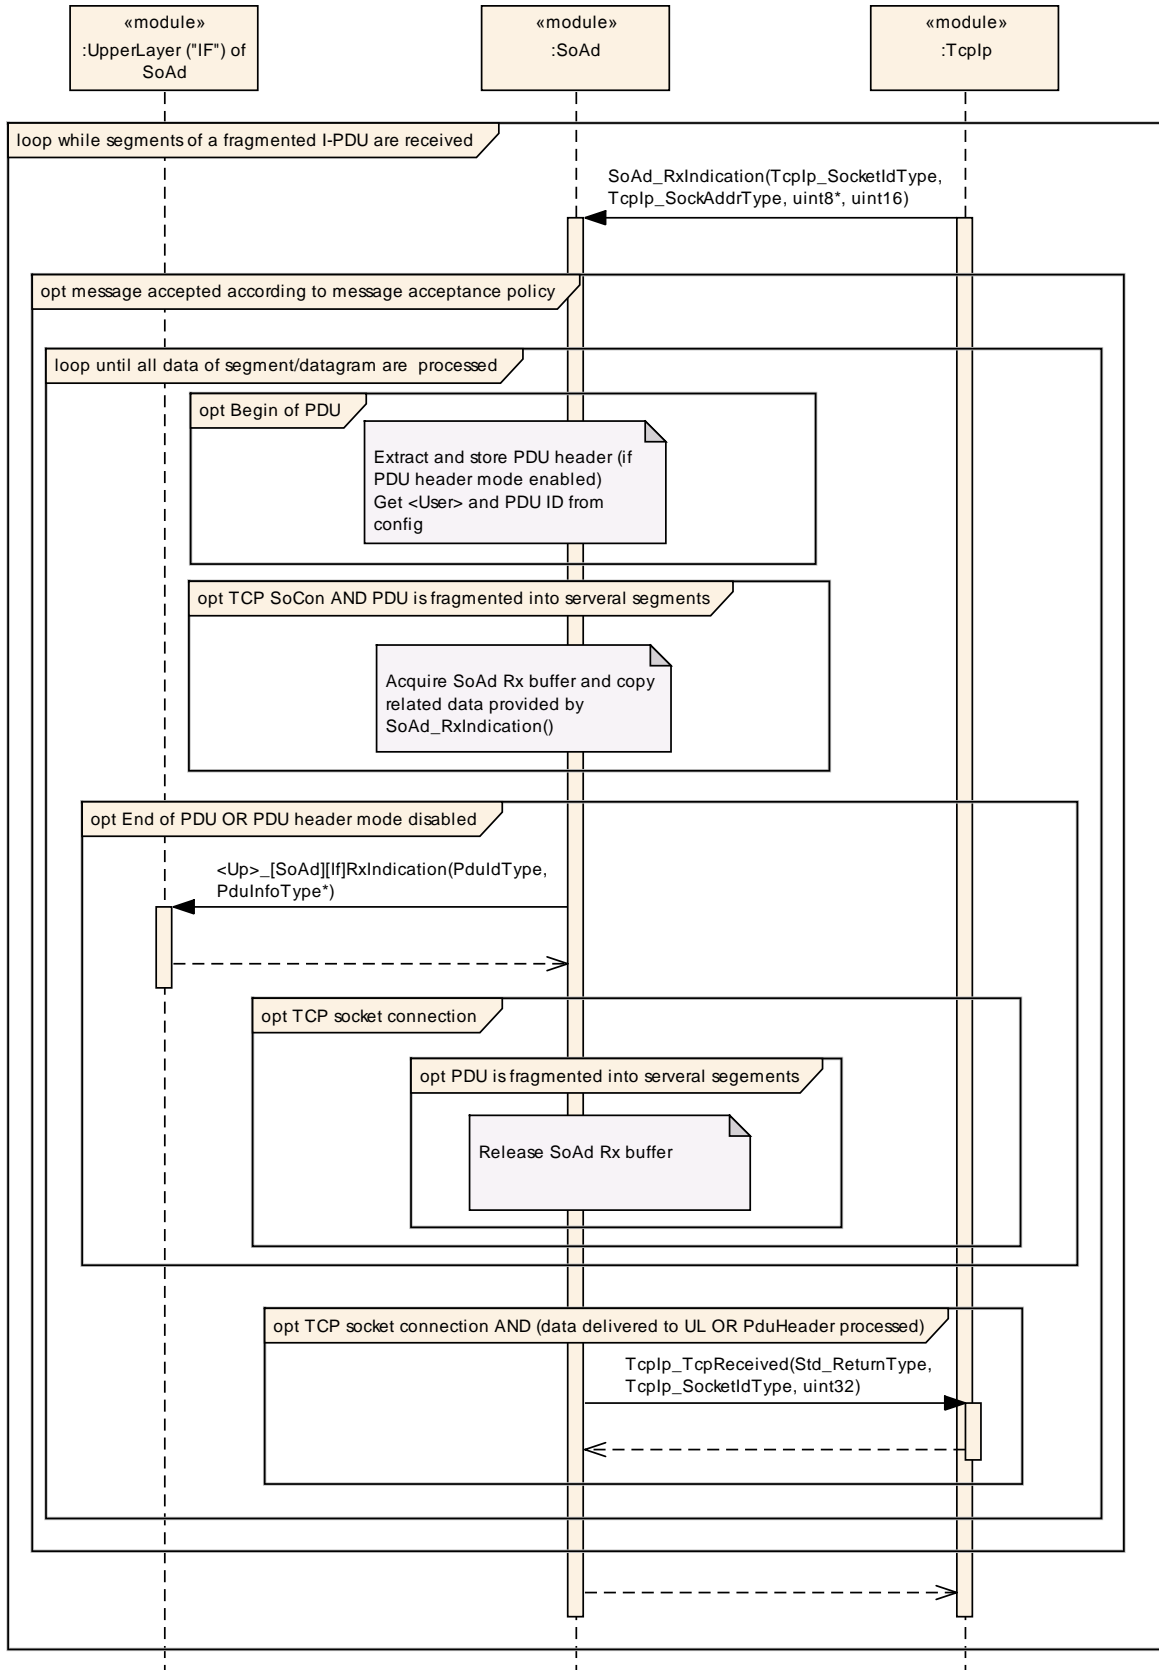 «module»
:UpperLayer ("IF") of
SoAd
«module»
:SoAd
«module»
:TcpIp
loop while segments of a fragmented I-PDU are received
SoAd_RxIndication(TcpIp_SocketIdType,
TcpIp_SockAddrType, uint8*, uint16)
opt message accepted according to message acceptance policy
loop until all data of segment/datagram are processed
opt Begin of PDU
Extract and store PDU header (if
PDU header mode enabled)
Get <User> and PDU ID from
config
opt TCP SoCon AND PDU is fragmented into serveral segments
Acquire SoAd Rx buffer and copy
related data provided by
SoAd_RxIndication()
opt End of PDU OR PDU header mode disabled
<Up>_[SoAd][If]RxIndication(PduIdType,
PduInfoType*)
opt TCP socket connection
opt PDU is fragmented into serveral segements
Release SoAd Rx buffer
opt TCP socket connection AND (data delivered to UL OR PduHeader processed)
TcpIp_TcpReceived(Std_ReturnType,
TcpIp_SocketIdType, uint32)